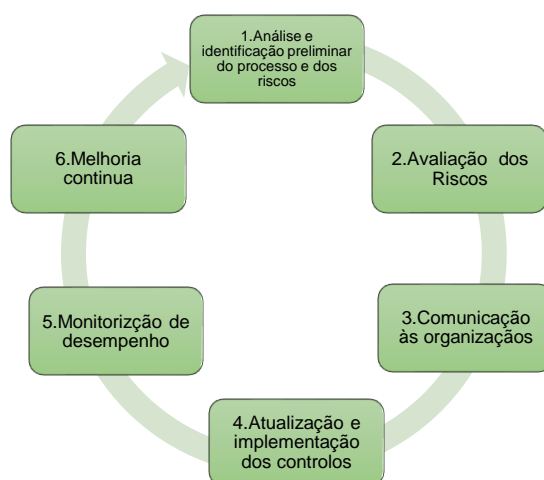 1.Análise e
identificação preliminar
do processo e dos
riscos
2.Avaliação dos
Riscos
3.Comunicação
às organizaçãos
4.Atualização e
implementação
dos controlos
5.Monitorizção de
desempenho
6.Melhoria
continua